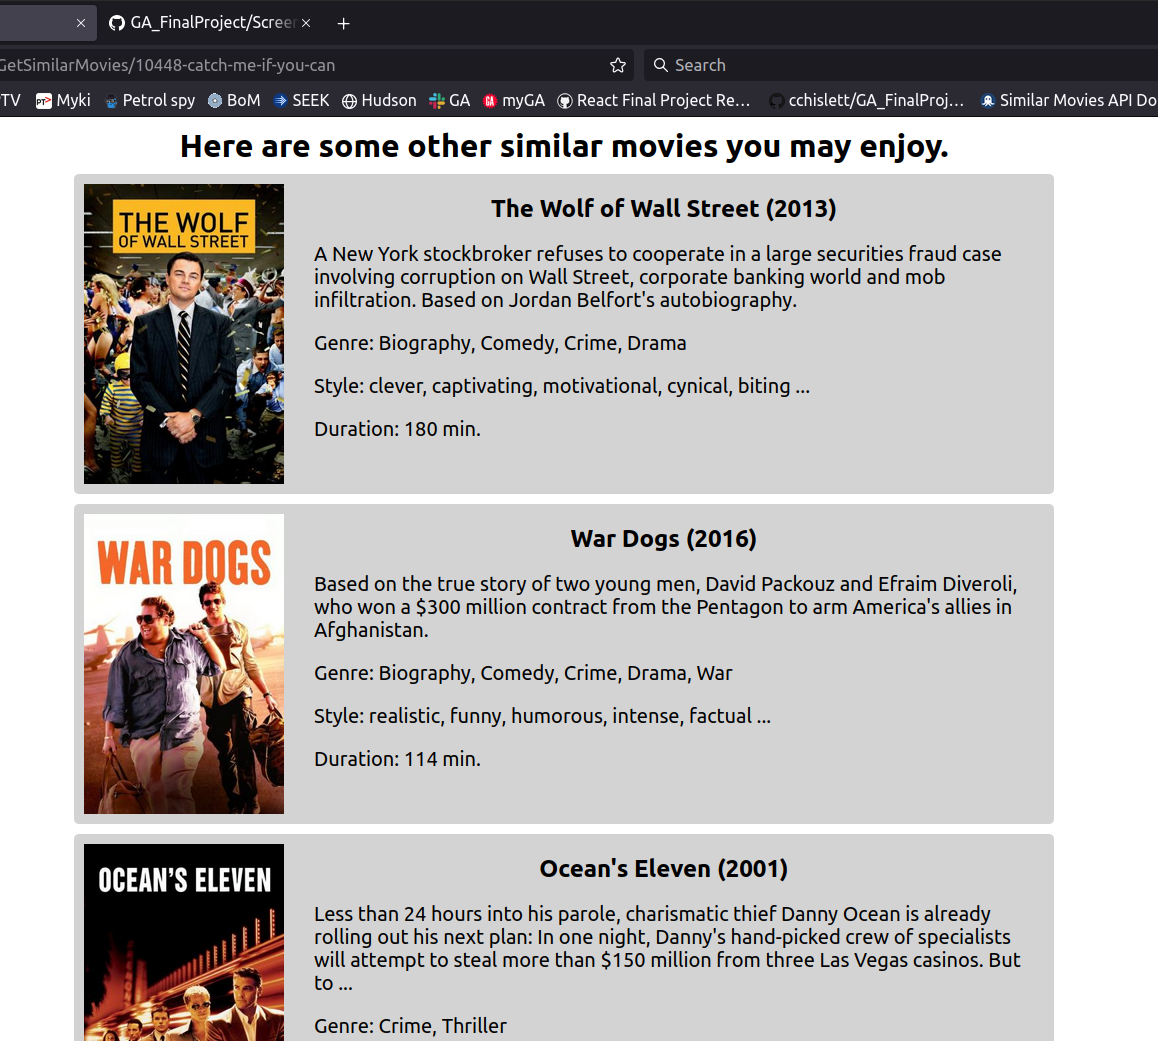 GA_FinalProject/Screen
GetSimilarMovies/10448-catch-me-if-you-can
Search
TV Myki Petrol spy BoM SEEK Hudson GA myGA React Final Project Re... cchislett/GA_FinalProj... Similar Movies API Do
Here are some other similar movies you may enjoy.
THE WOLF
OF WALL STREET
The Wolf of Wall Street (2013)
A New York stockbroker refuses to cooperate in a large securities fraud case
involving corruption on Wall Street, corporate banking world and mob
infiltration. Based on Jordan Belfort's autobiography.
Genre: Biography, Comedy, Crime, Drama
Style: clever, captivating, motivational, cynical, biting ...
Duration: 180 min.
WAR DOGS
War Dogs (2016)
Based on the true story of two young men, David Packouz and Efraim Diveroli,
who won a $300 million contract from the Pentagon to arm America's allies in
Afghanistan.
Genre: Biography, Comedy, Crime, Drama, War
Style: realistic, funny, humorous, intense, factual ...
Duration: 114 min.
OCEAN'S ELEVEN
Ocean's Eleven (2001)
Less than 24 hours into his parole, charismatic thief Danny Ocean is already
rolling out his next plan: In one night, Danny's hand-picked crew of specialists
will attempt to steal more than $150 million from three Las Vegas casinos. But
to ...
Genre: Crime, Thriller